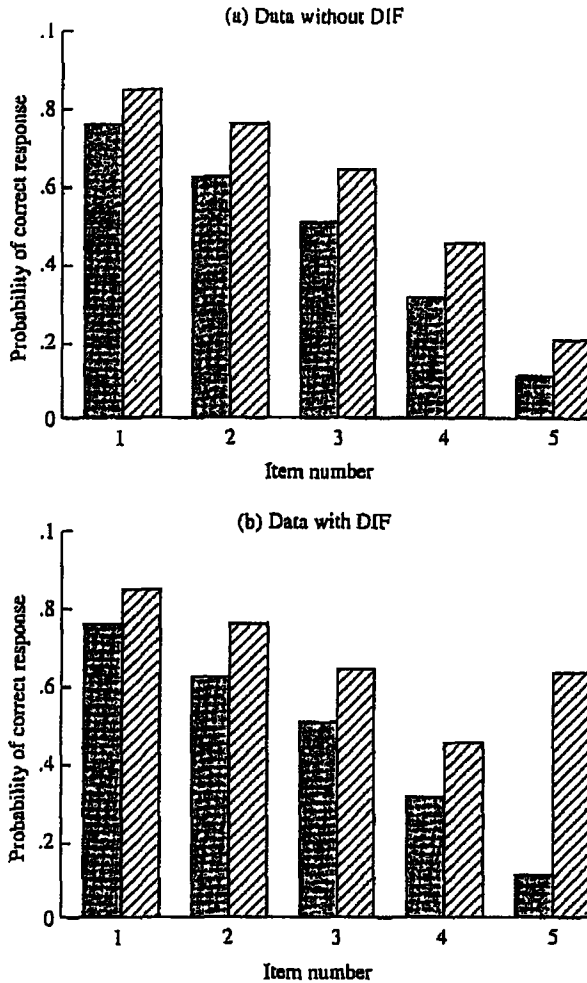 (a) Data without DIF
.1
.8
.6
.4
.2
0
Probability of correct response
1 2 3 4 5
Item number
(b) Data with DIF
.1
.8
.6
.4
.2
0
Probability of correct response
1 2 3 4 5
Item number